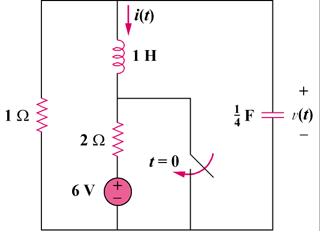 i(t)
1 H
1 Ω
2 Ω
t = 0
1/4 F
+
v(t)
−
6 V
+
−